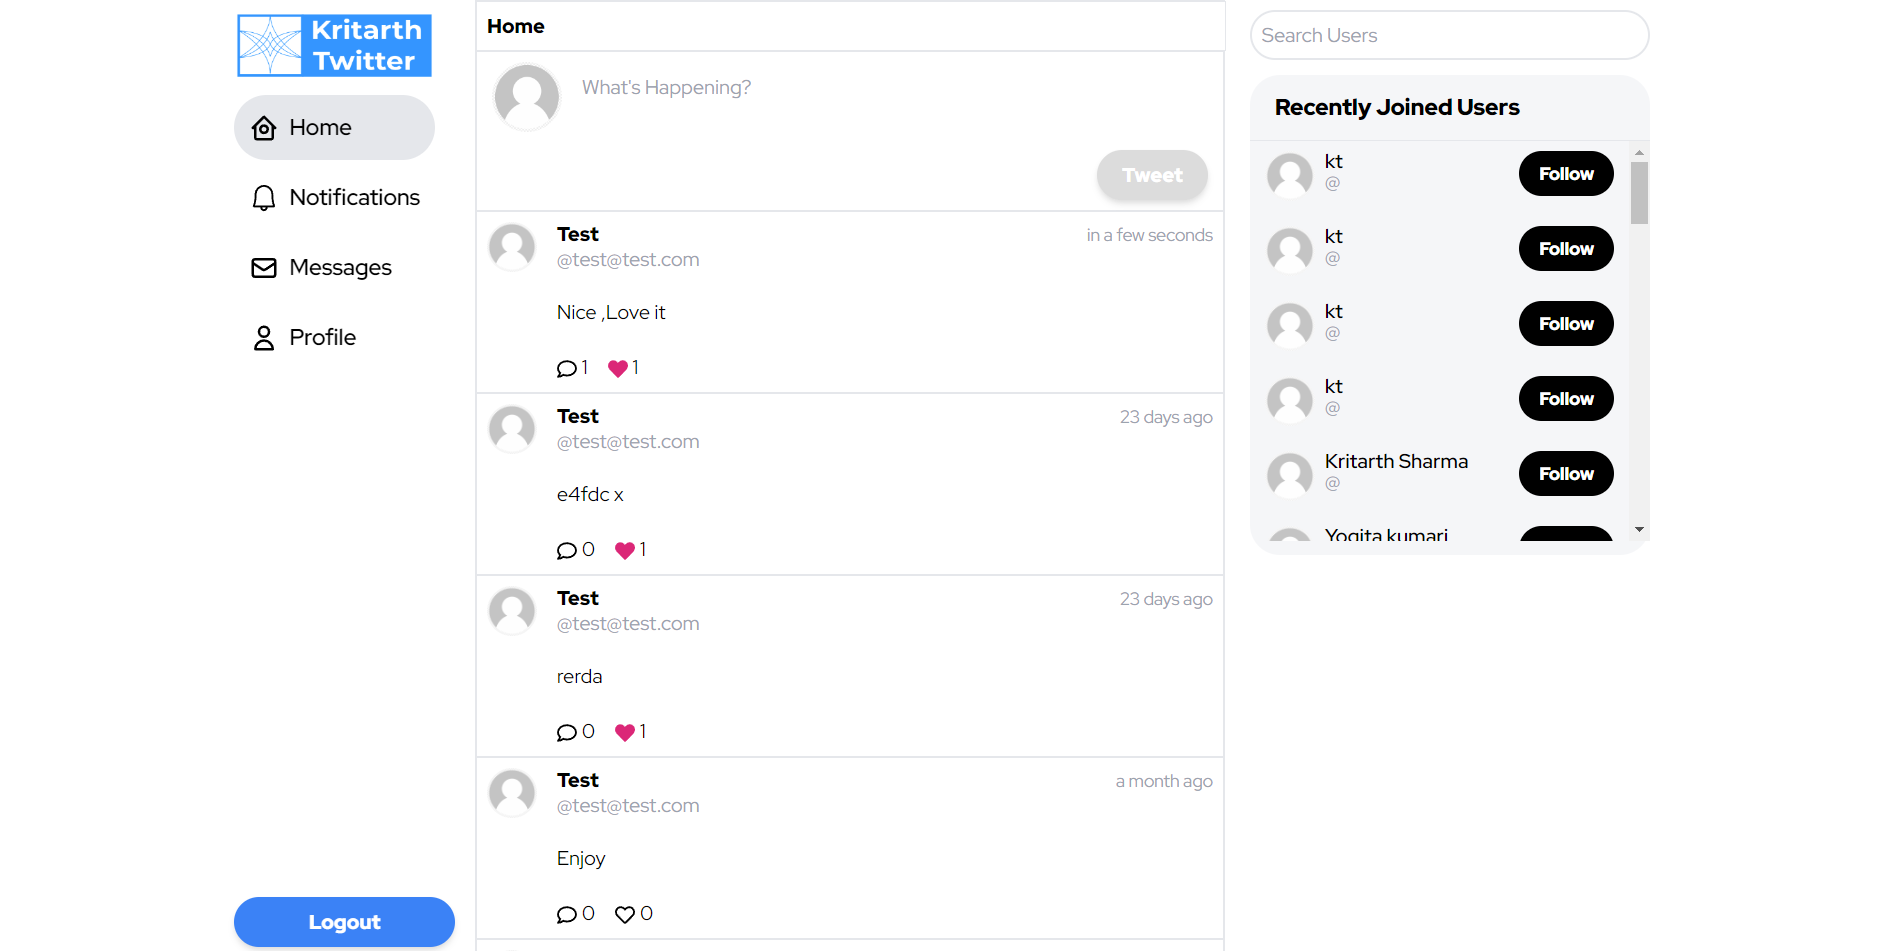 Kritarth
Twitter
Home
Notifications
Messages
Profile
Logout
Home
What's Happening?
Tweet
Test
in a few seconds
@test@test.com
Nice ,Love it
1 1
Test
23 days ago
@test@test.com
e4fdc x
0 1
Test
23 days ago
@test@test.com
rerda
0 1
Test
a month ago
@test@test.com
Enjoy
0 0
Search Users
Recently Joined Users
kt
@
Follow
kt
@
Follow
kt
@
Follow
kt
@
Follow
Kritarth Sharma
@
Follow
Yogita kumari